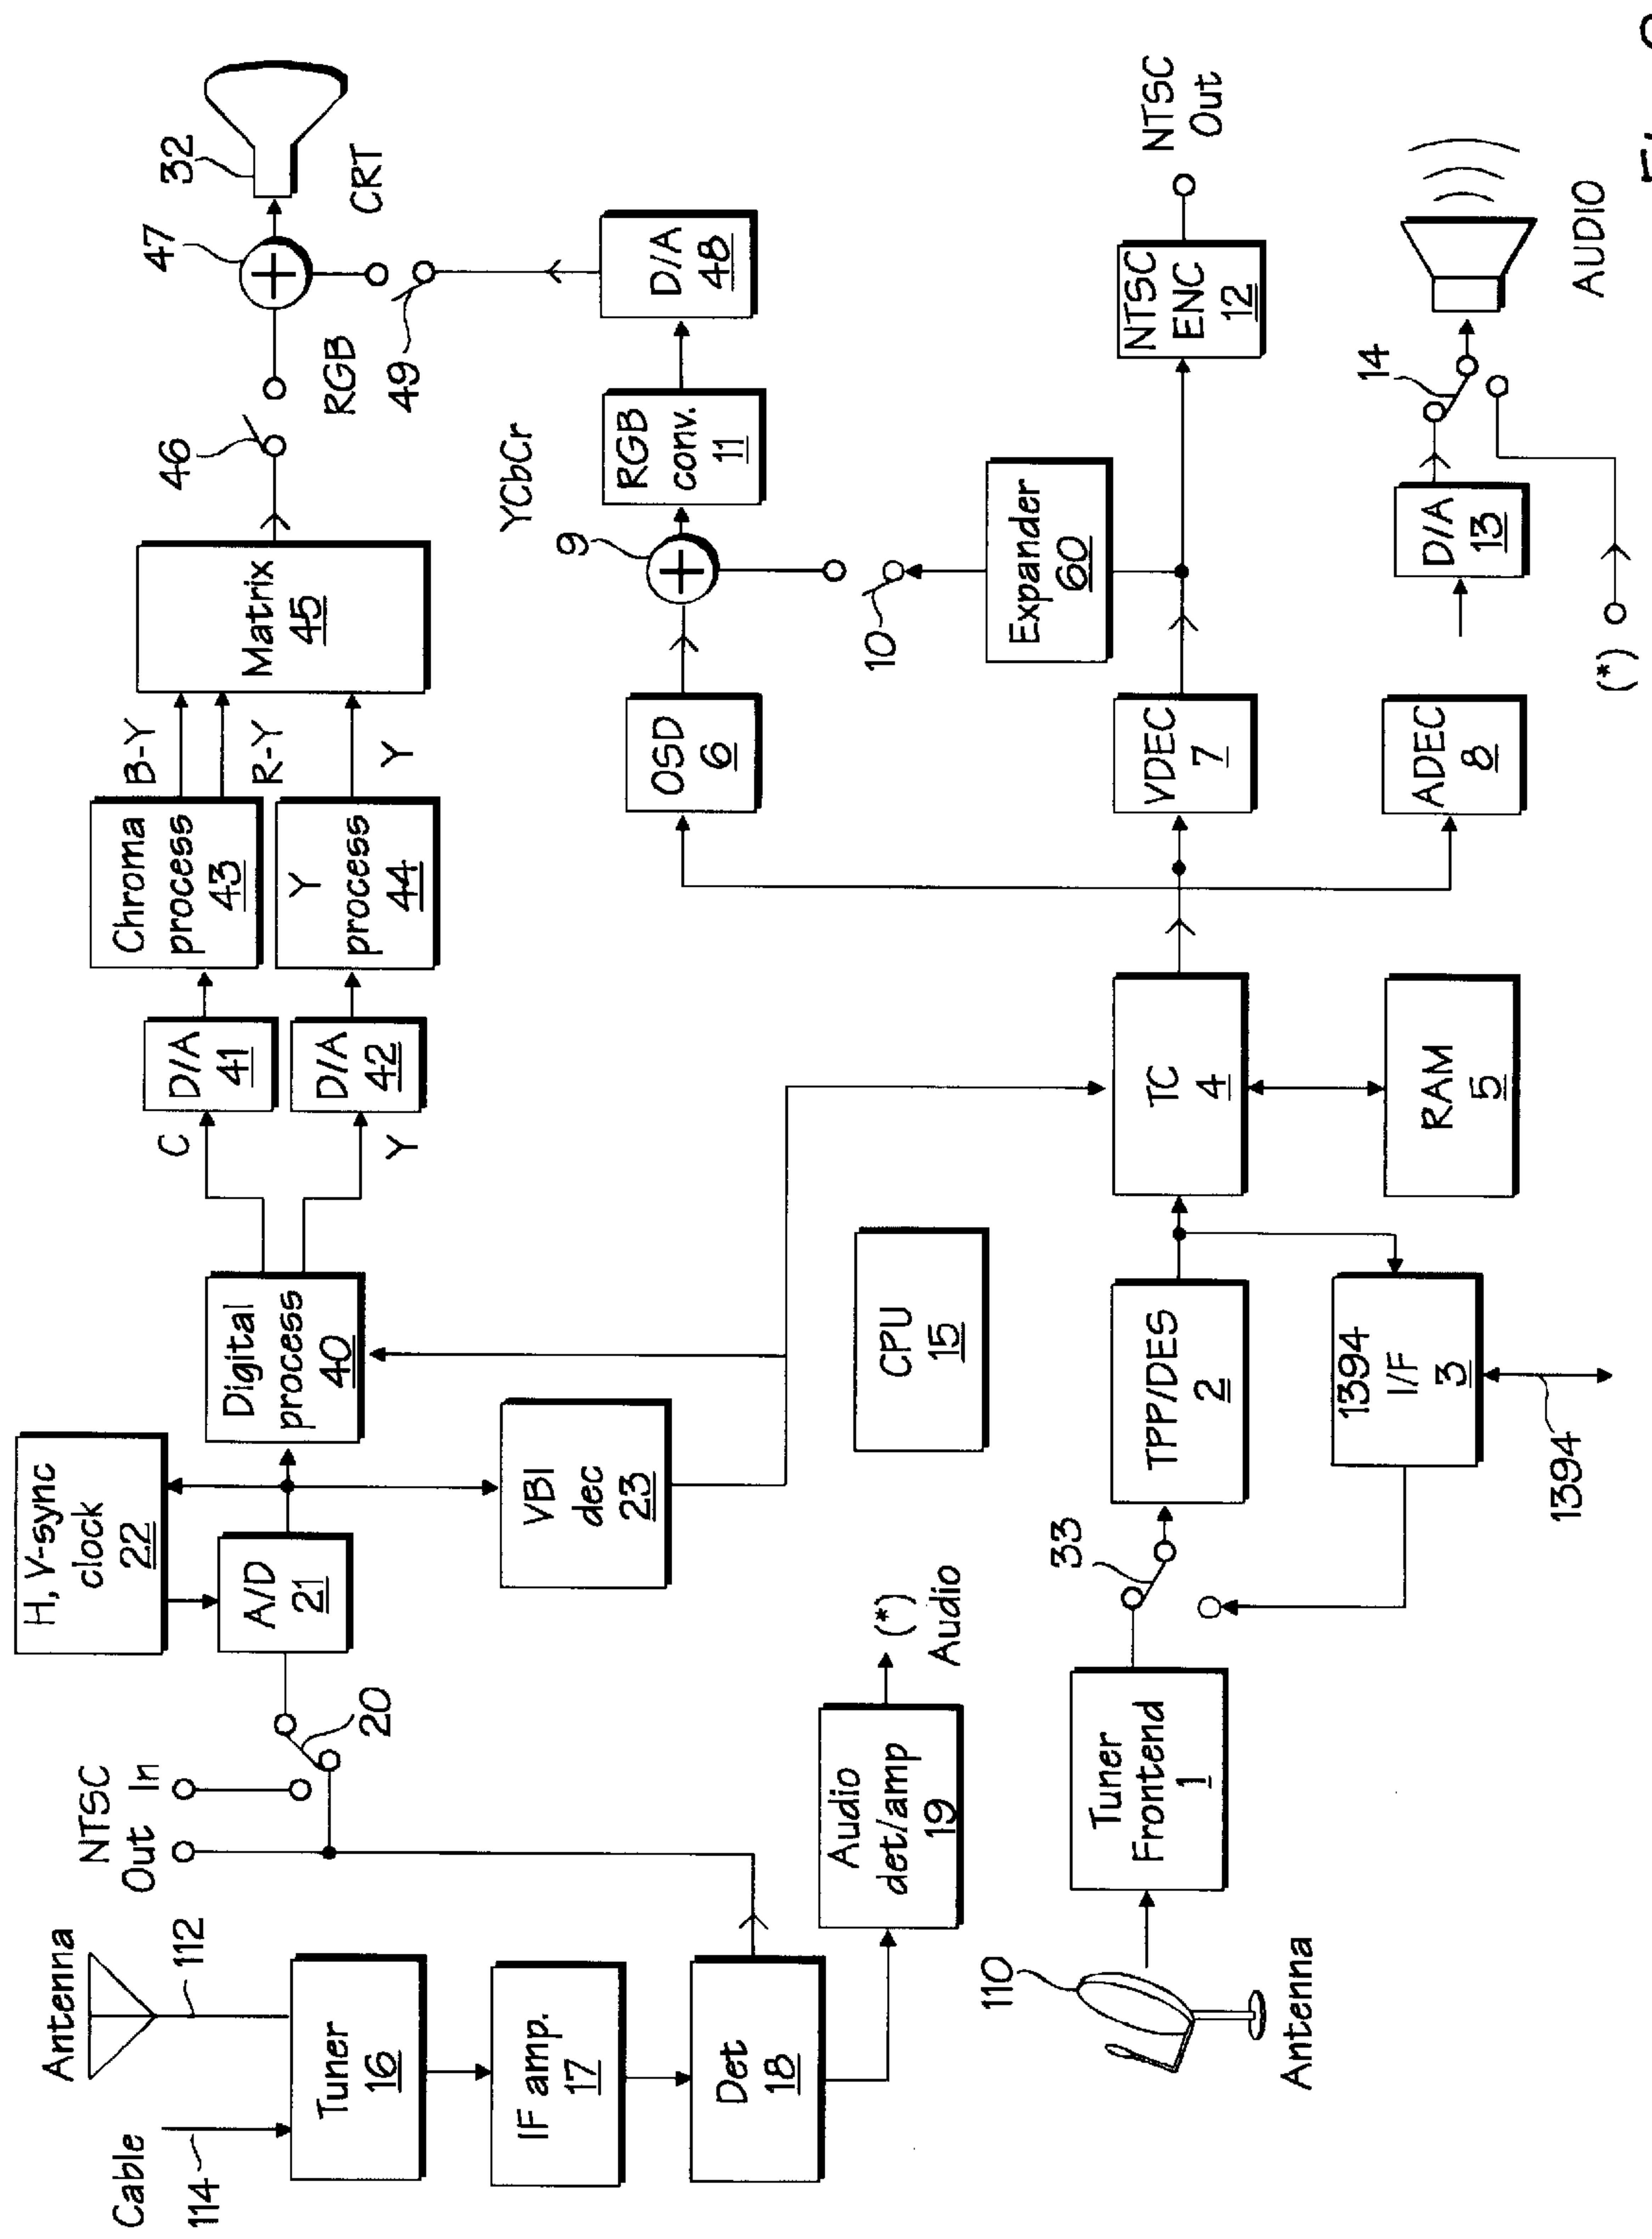 Cable
114
Antenna
112
Tuner
16
IF amp.
17
Det
18
NTSC
Out
In
20
H, V-sync
clock
22
A/D
21
VBI
dec
23
Audio
det/amp
19
(*)
Audio
Digital
process
40
C
Y
D/A
41
D/A
42
Chroma
process
43
Y
process
44
B-Y
R-Y
Y
Matrix
45
46
RGB
47
32
CRT
49
D/A
48
RGB
conv.
11
YCbCr
9
10
OSD
6
Expander
60
CPU
15
110
Antenna
Tuner
Frontend
1
33
TPP/DES
2
1394
I/F
3
1394
TC
4
RAM
5
VDEC
7
ADEC
8
NTSC
ENC
12
NTSC
Out
D/A
13
14
(*)
AUDIO